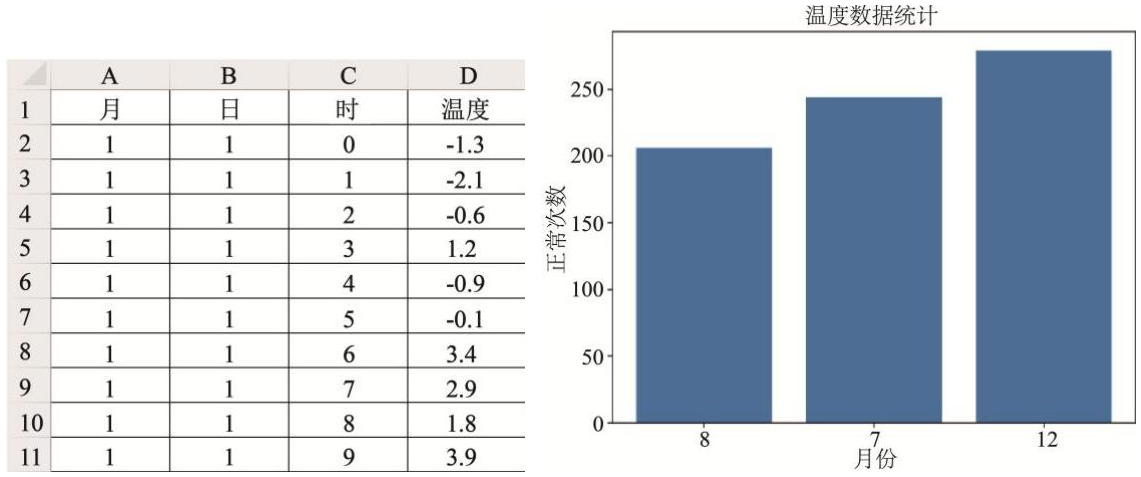 A B C D
1 月 日 时 温度
2 1 1 0 -1.3
3 1 1 1 -2.1
4 1 1 2 -0.6
5 1 1 3 1.2
6 1 1 4 -0.9
7 1 1 5 -0.1
8 1 1 6 3.4
9 1 1 7 2.9
10 1 1 8 1.8
11 1 1 9 3.9
温度数据统计
正常次数
250
200
150
100
50
0
8 7 12
月份